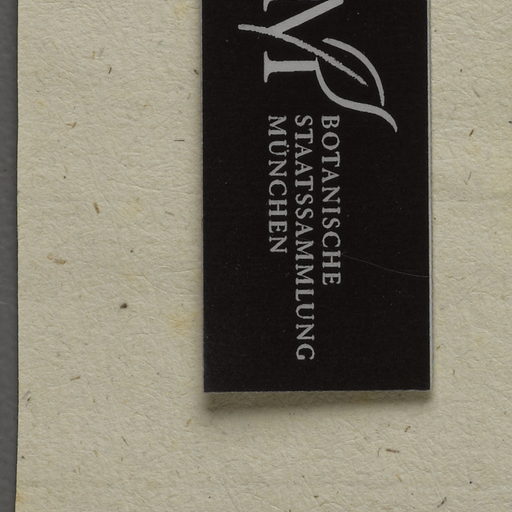 M
BOTANISCHE
STAATSSAMMLUNG
MÜNCHEN